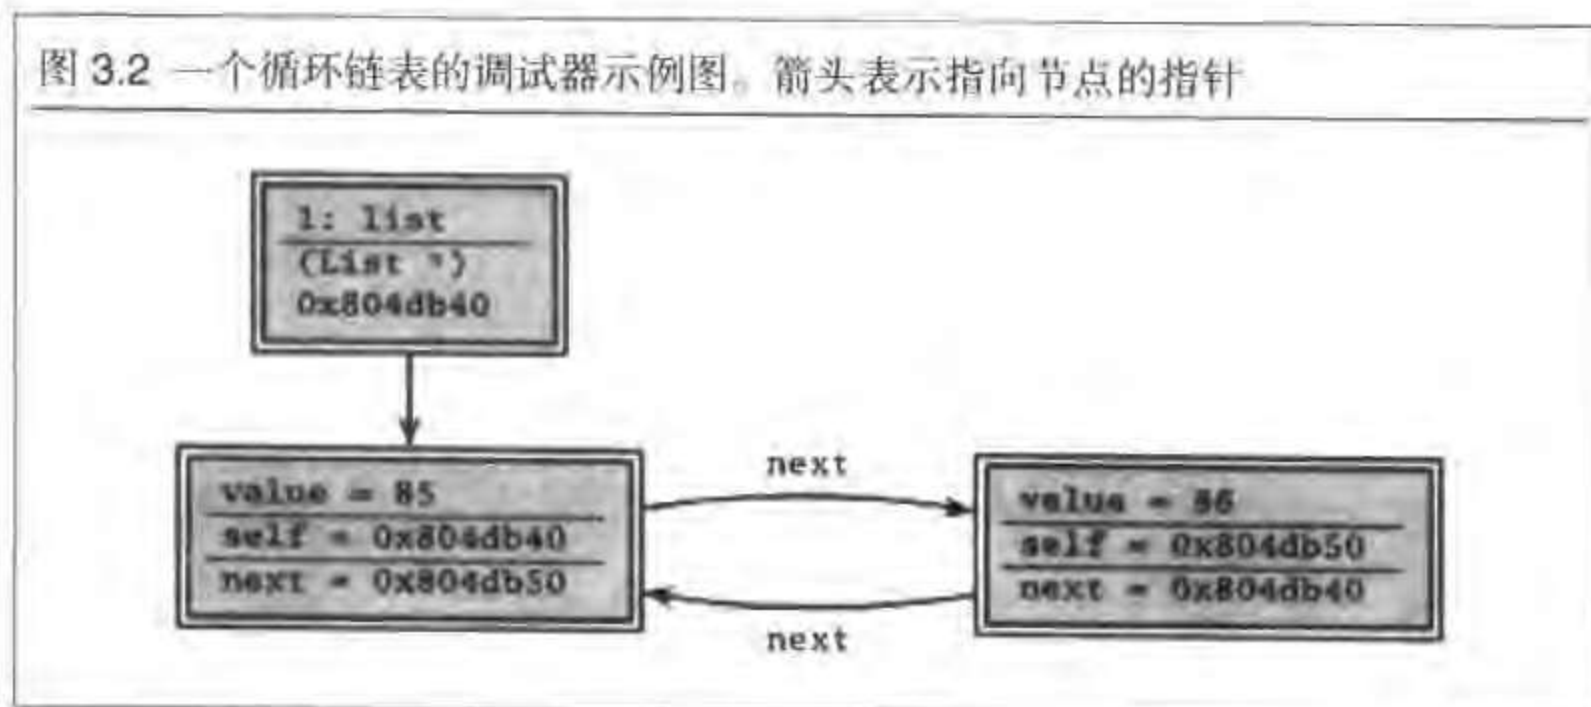 图 3.2 一个循环链表的调试器示例图。箭头表示指向节点的指针
1: list
(List *)
0x804db40
next
value = 85
self = 0x804db40
next = 0x804db50
value = 86
self = 0x804db50
next = 0x804db40
next